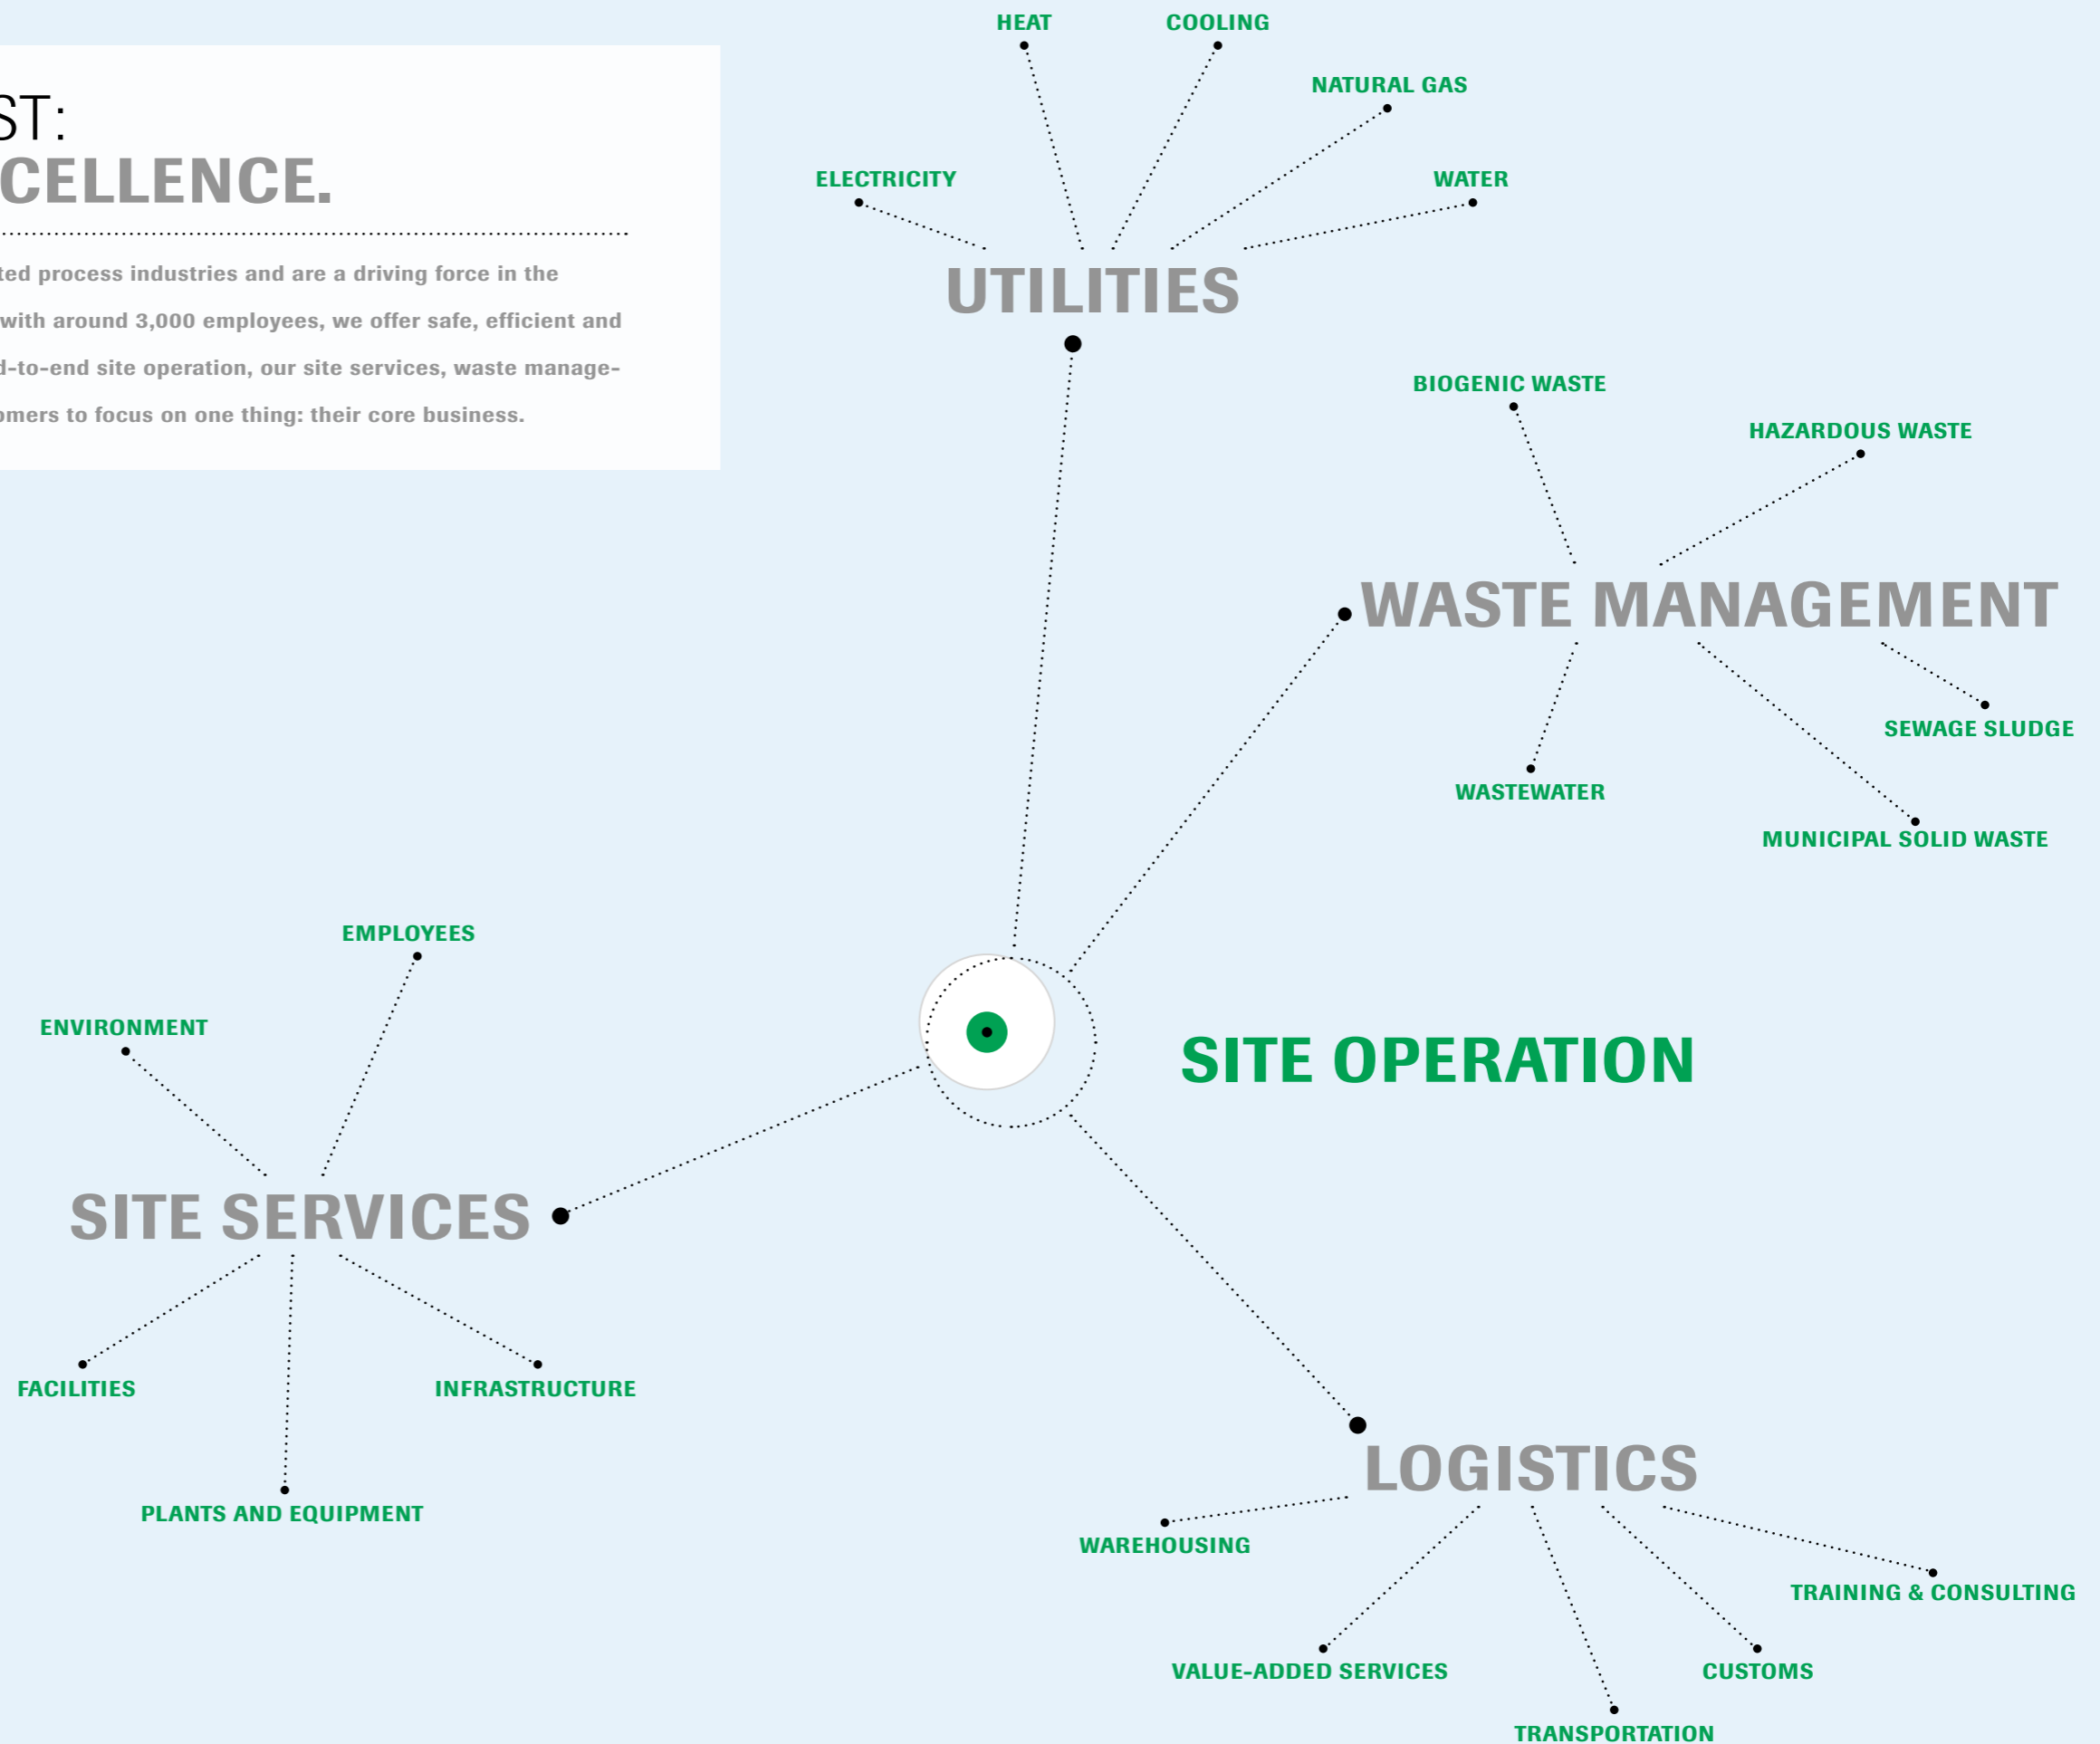 ST:
CELLENCE.
ted process industries and are a driving force in the
with around 3,000 employees, we offer safe, efficient and
d-to-end site operation, our site services, waste manage-
omers to focus on one thing: their core business.
HEAT
COOLING
NATURAL GAS
ELECTRICITY
WATER
UTILITIES
BIOGENIC WASTE
HAZARDOUS WASTE
WASTE MANAGEMENT
SEWAGE SLUDGE
WASTEWATER
MUNICIPAL SOLID WASTE
EMPLOYEES
ENVIRONMENT
SITE OPERATION
SITE SERVICES
FACILITIES
INFRASTRUCTURE
PLANTS AND EQUIPMENT
LOGISTICS
WAREHOUSING
TRAINING & CONSULTING
VALUE-ADDED SERVICES
CUSTOMS
TRANSPORTATION